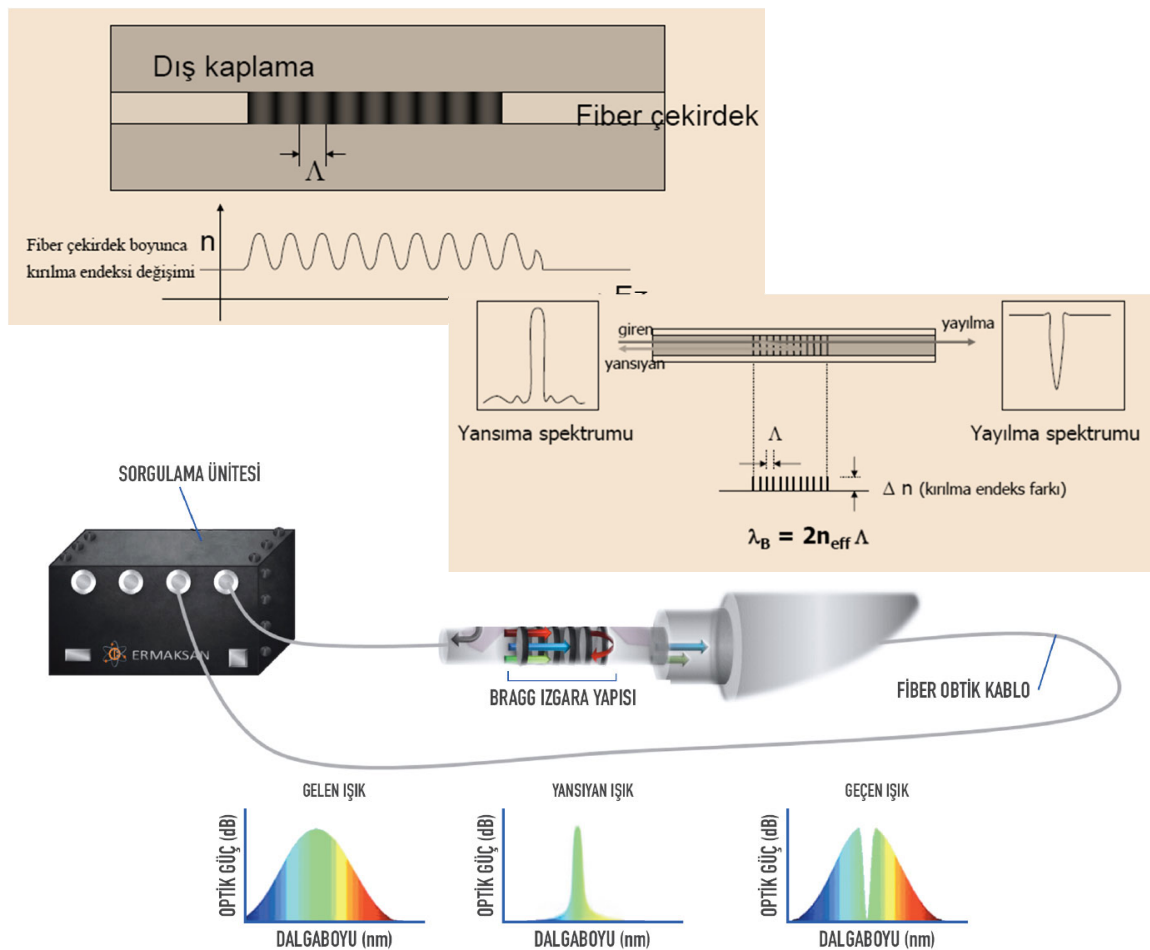 Dış kaplama
Fiber çekirdek
Λ
Fiber çekirdek boyunca
kırılma endeksi değişimi
n
giren
yansıyan
yayılma
Yansıma spektrumu
Yayılma spektrumu
Λ
Δ n (kırılma endeks farkı)
λB = 2neff Λ
SORGULAMA ÜNİTESİ
ERMAKSAN
BRAGG IZGARA YAPISI
FİBER OBTİK KABLO
GELEN IŞIK
OPTİK GÜÇ (dB)
DALGABOYU (nm)
YANSIYAN IŞIK
OPTİK GÜÇ (dB)
DALGABOYU (nm)
GEÇEN IŞIK
OPTİK GÜÇ (dB)
DALGABOYU (nm)